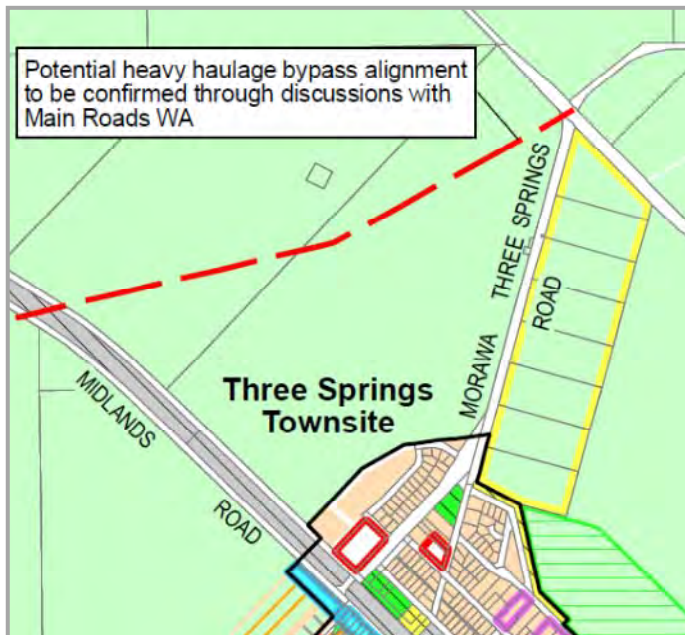 Potential heavy haulage bypass alignment
to be confirmed through discussions with
Main Roads WA
MORAWA THREE SPRINGS
ROAD
MIDLANDS
ROAD
Three Springs
Townsite